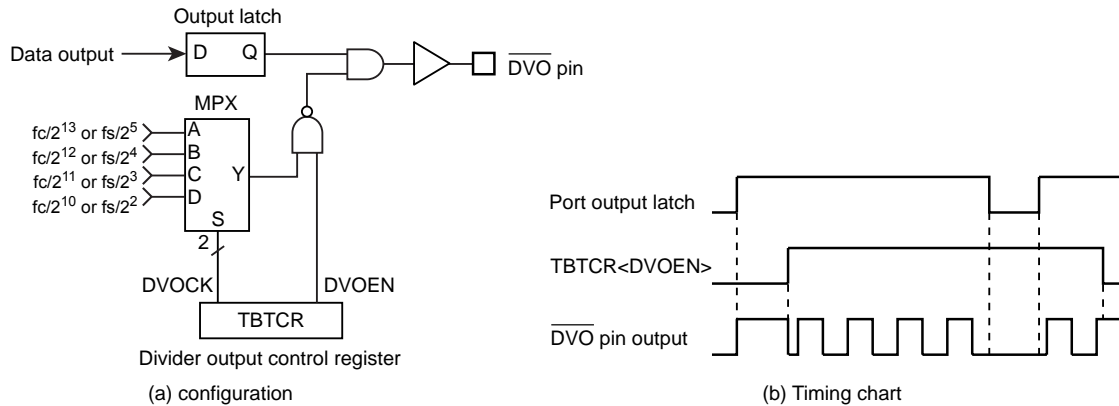 Output latch
Data output
D Q
DVO pin
MPX
fc/2¹³ or fs/2⁵
A
fc/2¹² or fs/2⁴
B
fc/2¹¹ or fs/2³
C
Y
fc/2¹⁰ or fs/2²
D
S
2
DVOCK
DVOEN
TBTCR
Divider output control register
(a) configuration
Port output latch
TBTCR<DVOEN>
DVO pin output
(b) Timing chart